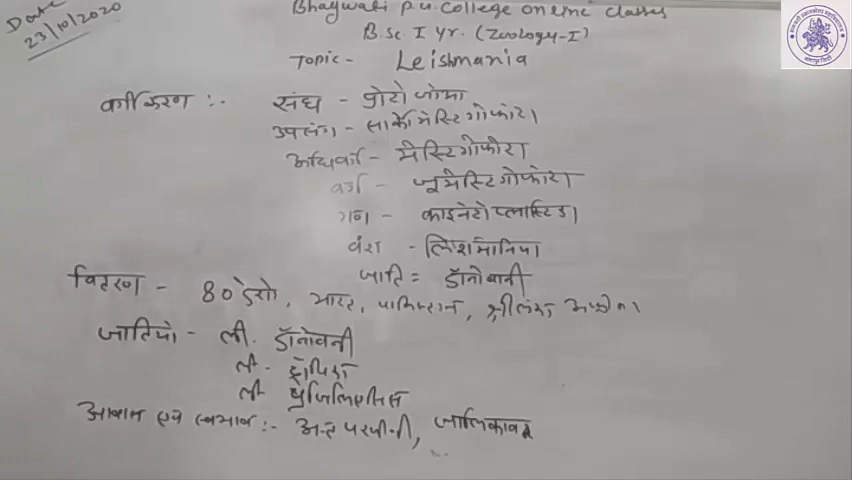 Date
23/10/2020
Bhagwati P.G. College online classes
B.Sc I Yr. (Zoology-I)
Topic - Leishmania
वर्गीकरण :- संघ - प्रोटोजोआ
उपसंघ - सार्कोमेस्टिगोफोरा
अधिवर्ग - मेस्टिगोफोरा
वर्ग - जूमेस्टिगोफोरा
गण - काइनेटोप्लास्टिडा
वंश - लिशमानिया
जाति = डॉनोवानी
वितरण - 80 देशो, भारत, पाकिस्तान, श्रीलंका
जातियो - ली. डॉनोवनी
ली - ट्रोपिका
ली
आवास एवं स्वभाव :- अन्तःपरजीवी,